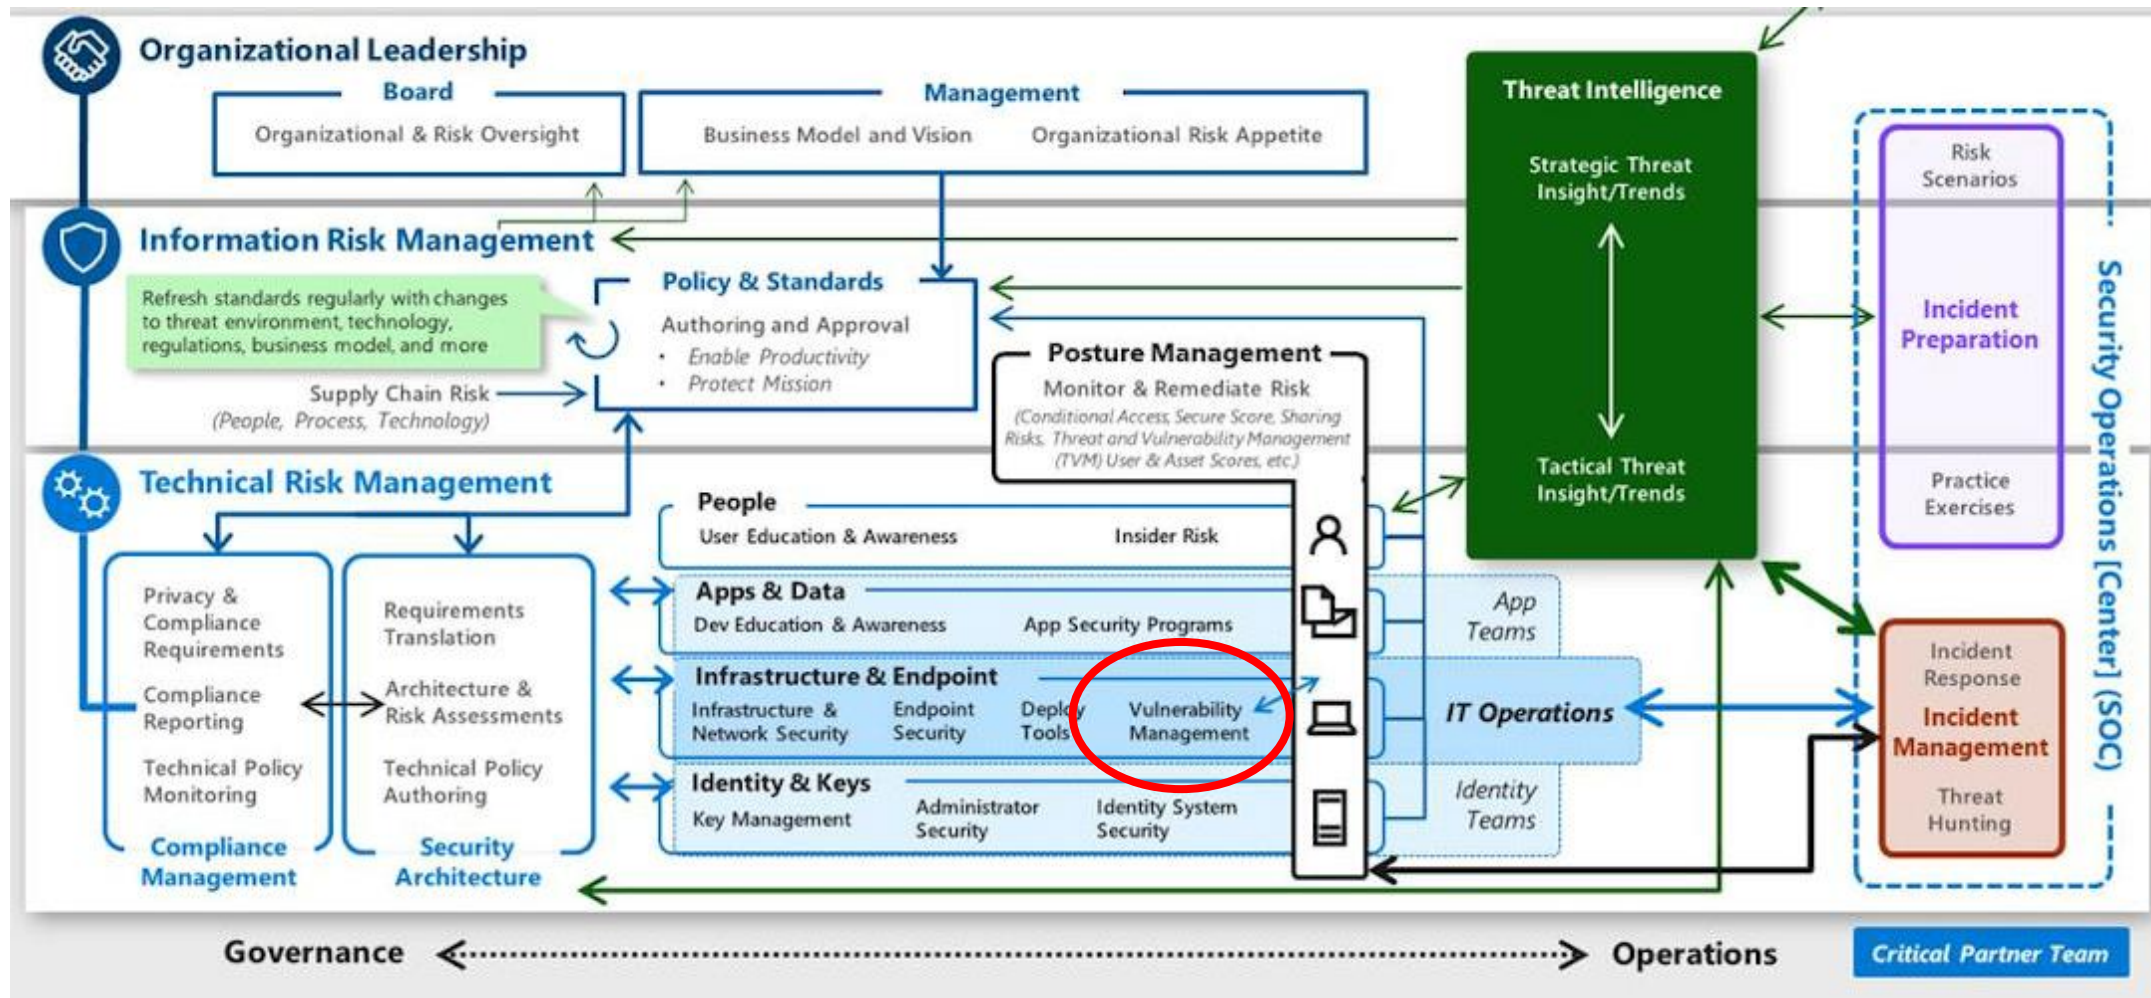 Organizational Leadership
Board
Organizational & Risk Oversight
Management
Business Model and Vision
Organizational Risk Appetite
Information Risk Management
Refresh standards regularly with changes
to threat environment, technology,
regulations, business model, and more
Supply Chain Risk
(People, Process, Technology)
Policy & Standards
Authoring and Approval
• Enable Productivity
• Protect Mission
Posture Management
Monitor & Remediate Risk
(Conditional Access, Secure Score, Sharing
Risks, Threat and Vulnerability Management
(TVM) User & Asset Scores, etc.)
Threat Intelligence
Strategic Threat
Insight/Trends
Tactical Threat
Insight/Trends
Risk
Scenarios
Incident
Preparation
Practice
Exercises
Security Operations [Center] (SOC)
Technical Risk Management
Privacy &
Compliance
Requirements
Compliance
Reporting
Technical Policy
Monitoring
Compliance
Management
Requirements
Translation
Architecture &
Risk Assessments
Technical Policy
Authoring
Security
Architecture
People
User Education & Awareness
Insider Risk
Apps & Data
Dev Education & Awareness
App Security Programs
App
Teams
Infrastructure & Endpoint
Infrastructure &
Network Security
Endpoint
Security
Deploy
Tools
Vulnerability
Management
IT Operations
Identity & Keys
Key Management
Administrator
Security
Identity System
Security
Identity
Teams
Incident
Response
Incident
Management
Threat
Hunting
Governance
Operations
Critical Partner Team